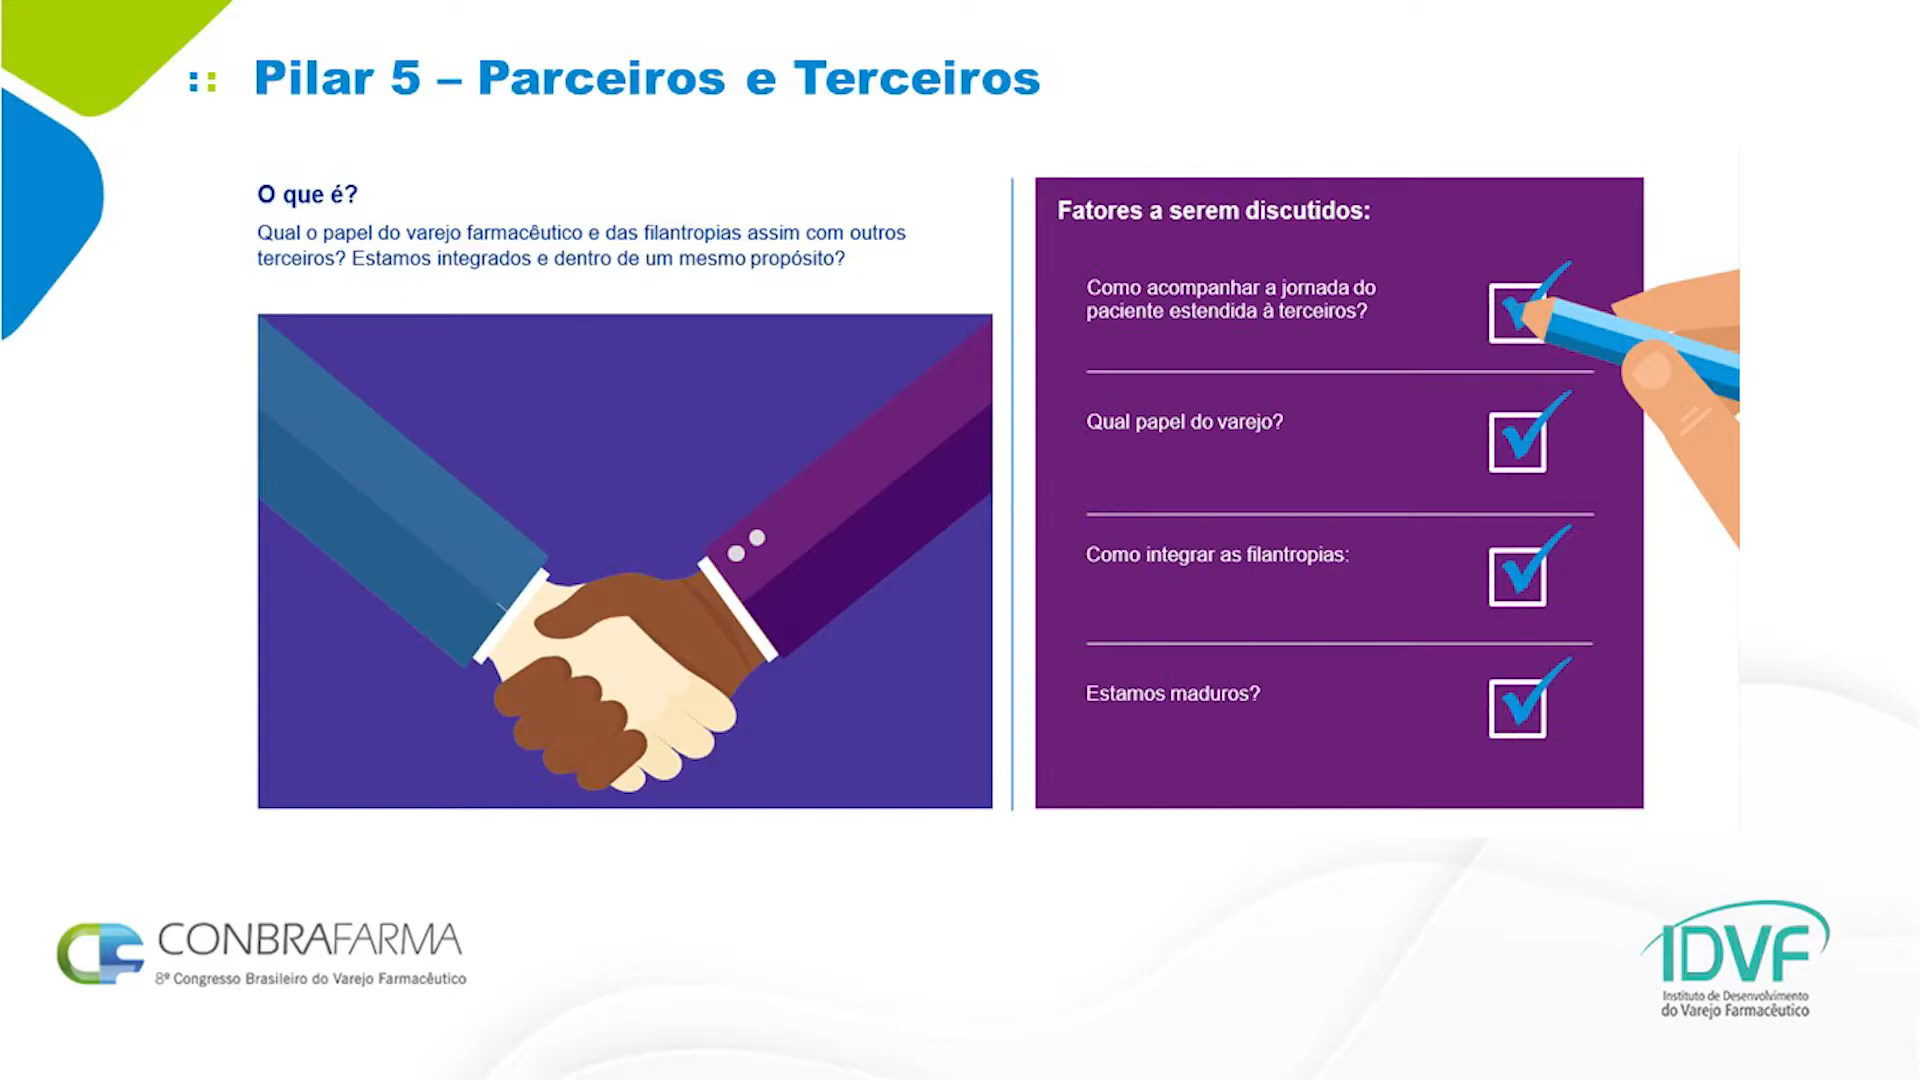 Pilar 5 – Parceiros e Terceiros
O que é?
Qual o papel do varejo farmacêutico e das filantropias assim com outros
terceiros? Estamos integrados e dentro de um mesmo propósito?
Fatores a serem discutidos:
Como acompanhar a jornada do
paciente estendida à terceiros?
Qual papel do varejo?
Como integrar as filantropias:
Estamos maduros?
CONBRAFARMA
8º Congresso Brasileiro do Varejo Farmacêutico
IDVF
Instituto de Desenvolvimento
do Varejo Farmacêutico